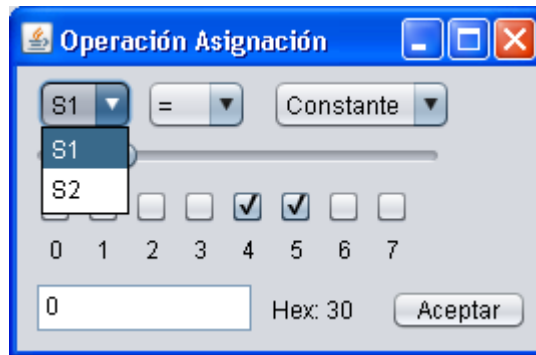 Operación Asignación
S1 = Constante
S1
S2
0 1 2 3 4 5 6 7
0 Hex: 30 Aceptar